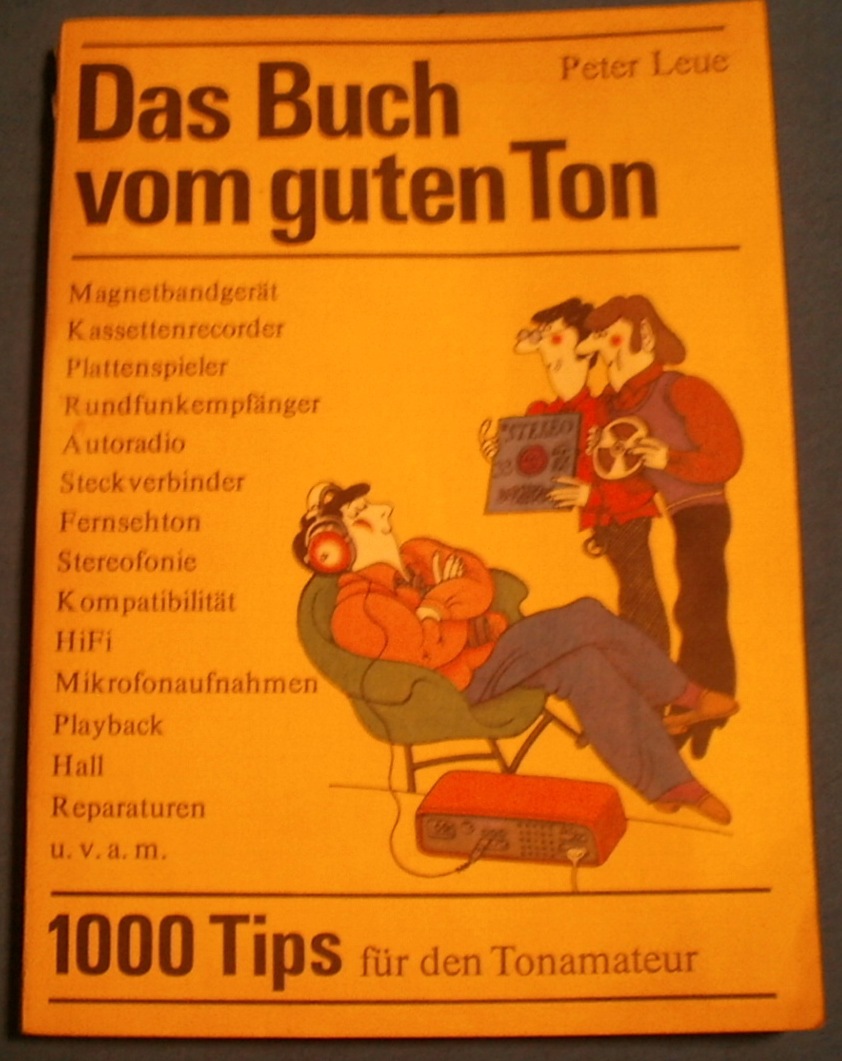 Peter Leue
Das Buch
vom guten Ton
Magnetbandgerät
Kassettenrecorder
Plattenspieler
Rundfunkempfänger
Autoradio
Steckverbinder
Fernsehton
Stereofonie
Kompatibilität
HiFi
Mikrofonaufnahmen
Playback
Hall
Reparaturen
u. v. a. m.
STEREO
1000 Tips für den Tonamateur